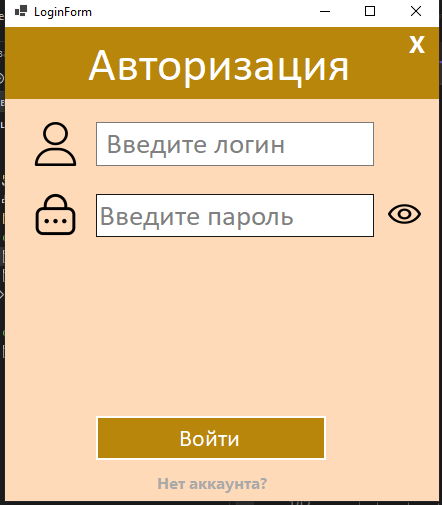 LoginForm
X
Авторизация
Введите логин
Введите пароль
Войти
Нет аккаунта?